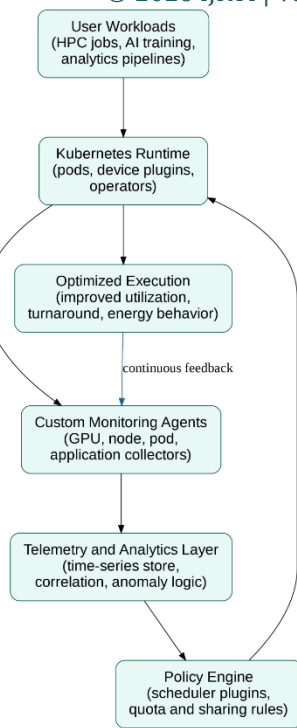 User Workloads
(HPC jobs, AI training,
analytics pipelines)
Kubernetes Runtime
(pods, device plugins,
operators)
Optimized Execution
(improved utilization,
turnaround, energy behavior)
continuous feedback
Custom Monitoring Agents
(GPU, node, pod,
application collectors)
Telemetry and Analytics Layer
(time-series store,
correlation, anomaly logic)
Policy Engine
(scheduler plugins,
quota and sharing rules)